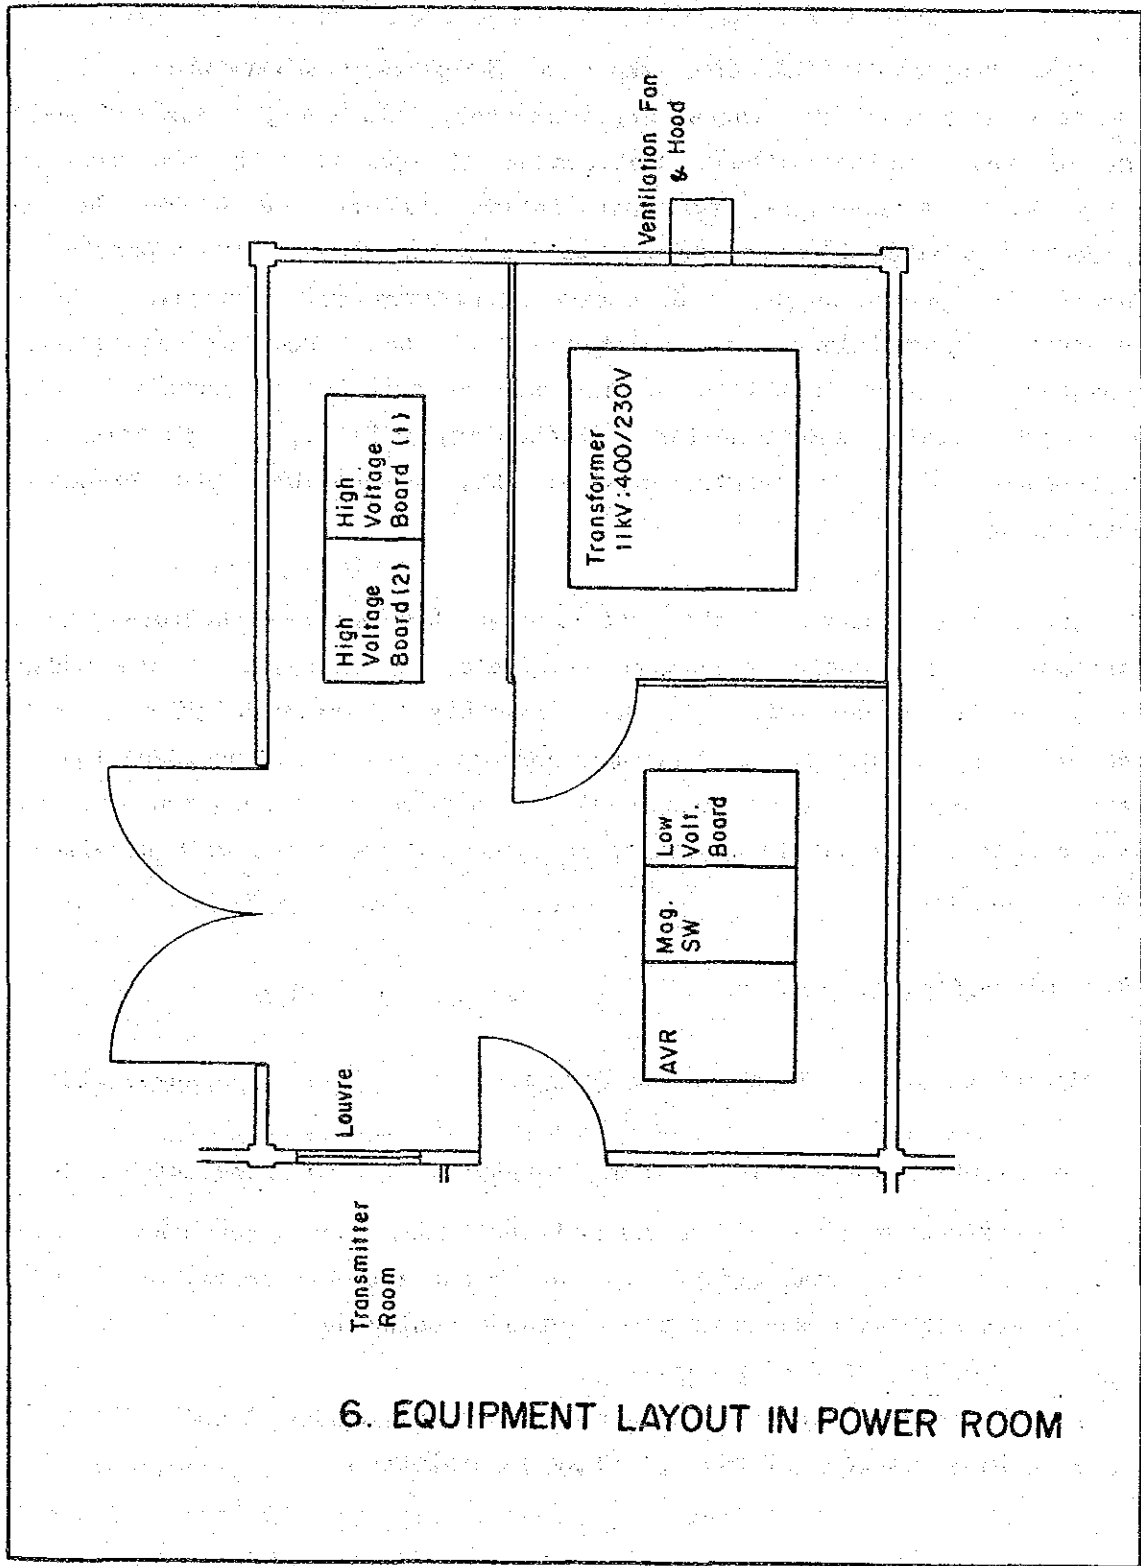 Ventilation Fan
& Hood
High
Voltage
Board (1)
High
Voltage
Board (2)
Transformer
11kV:400/230V
Low
Volt.
Board
Mag.
SW
AVR
Louvre
Transmitter
Room
6. EQUIPMENT LAYOUT IN POWER ROOM